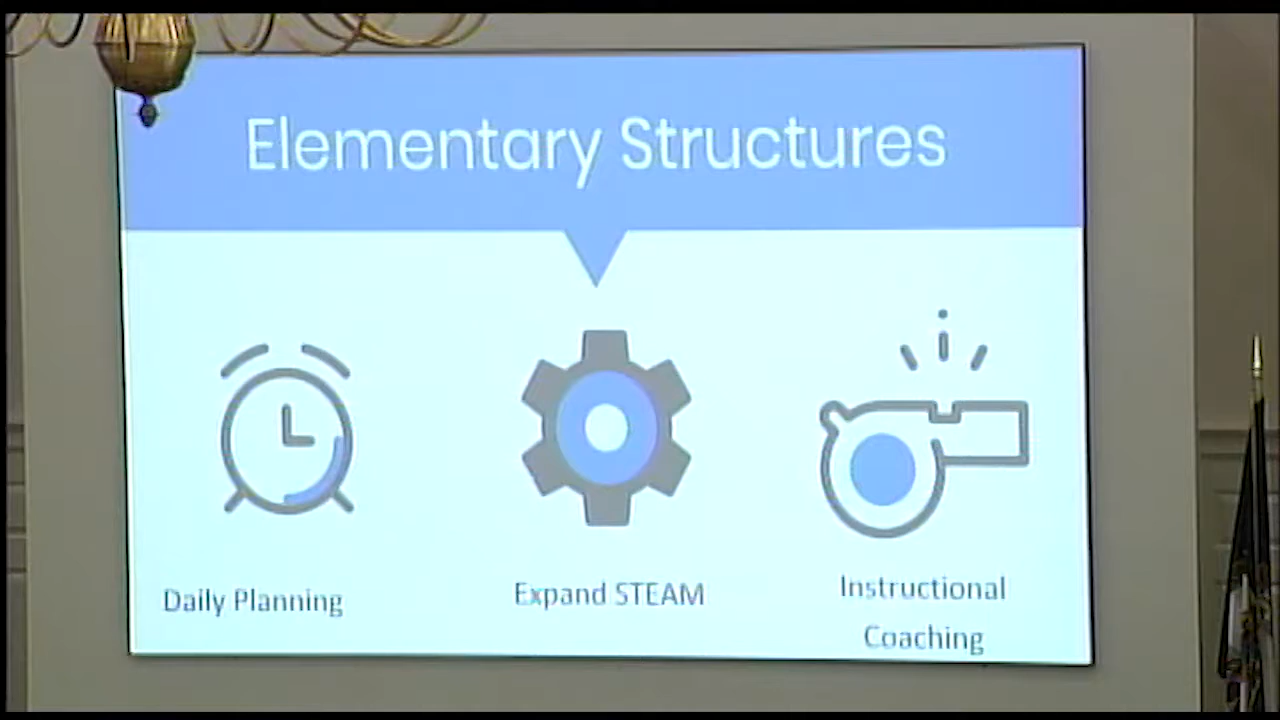 Elementary Structures
Daily Planning
Expand STEAM
Instructional
Coaching